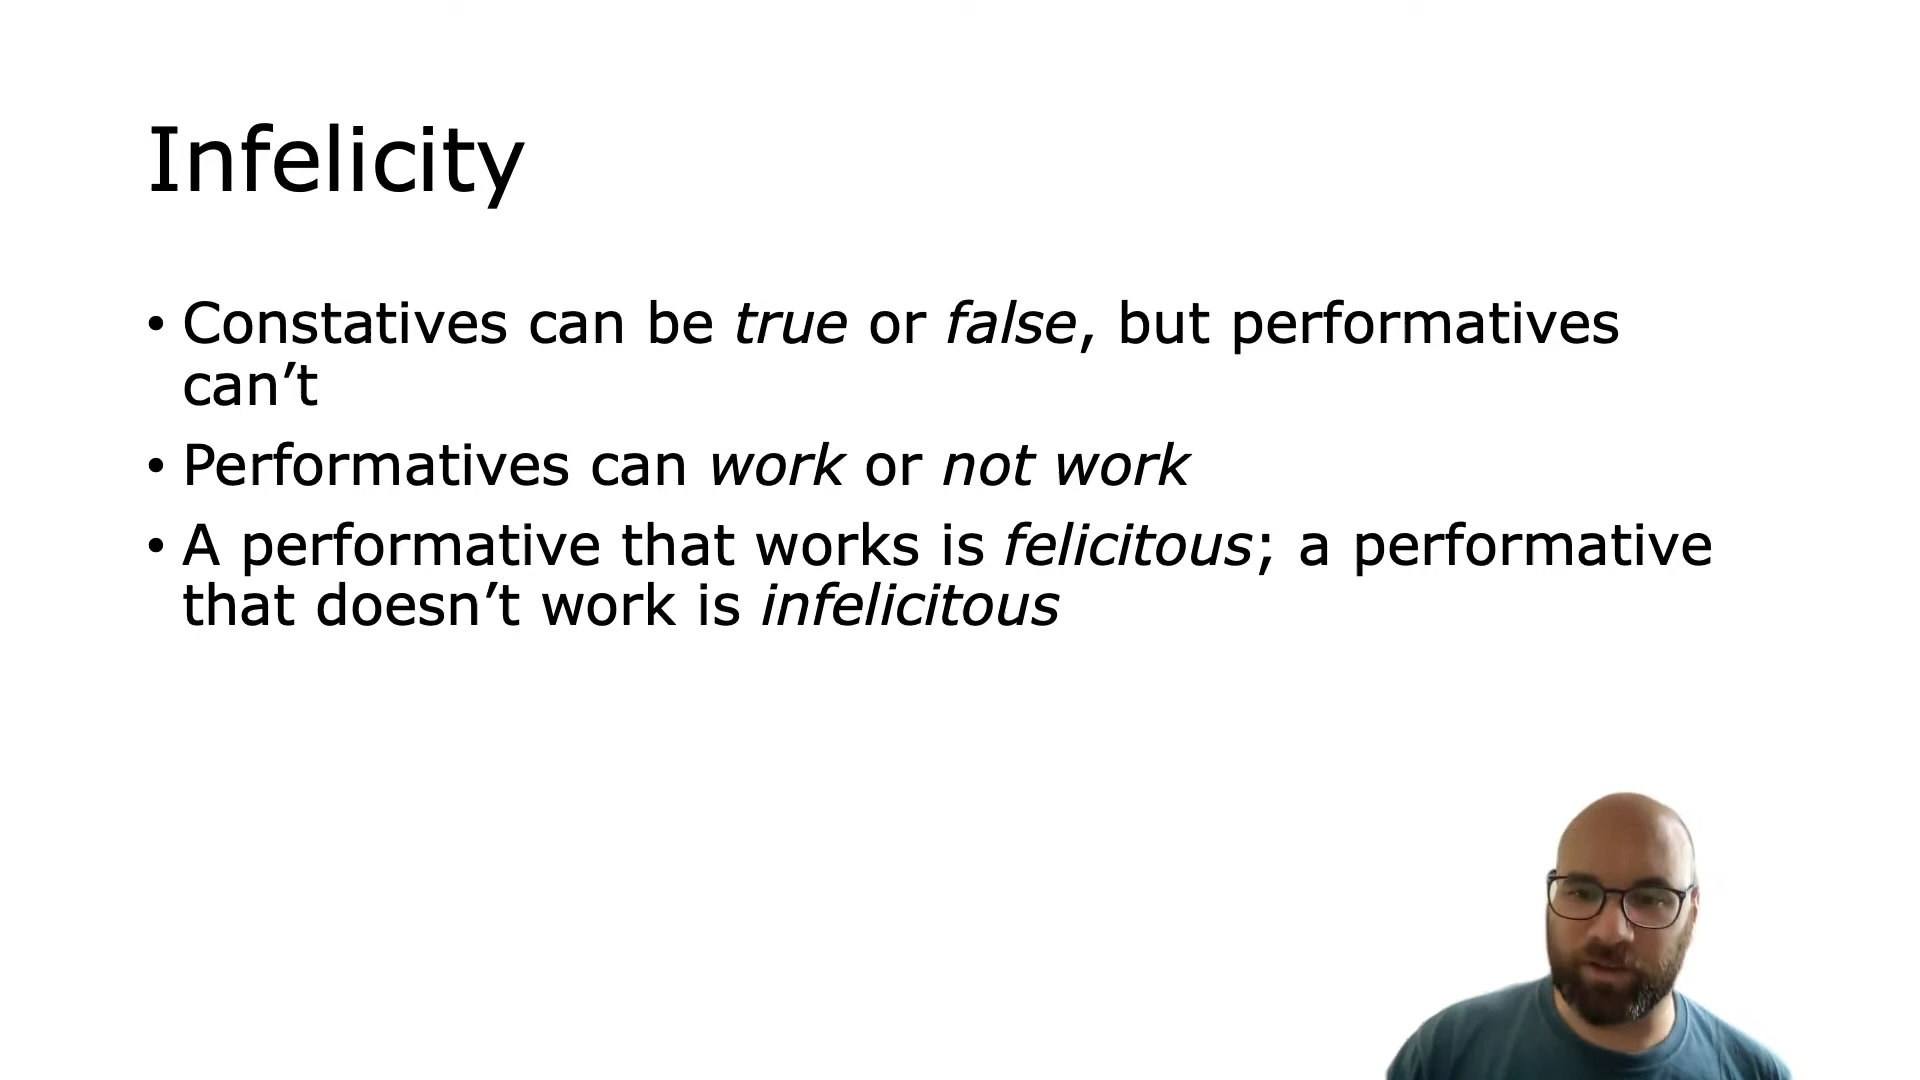 Infelicity
• Constatives can be true or false, but performatives
can’t
• Performatives can work or not work
• A performative that works is felicitous; a performative
that doesn’t work is infelicitous